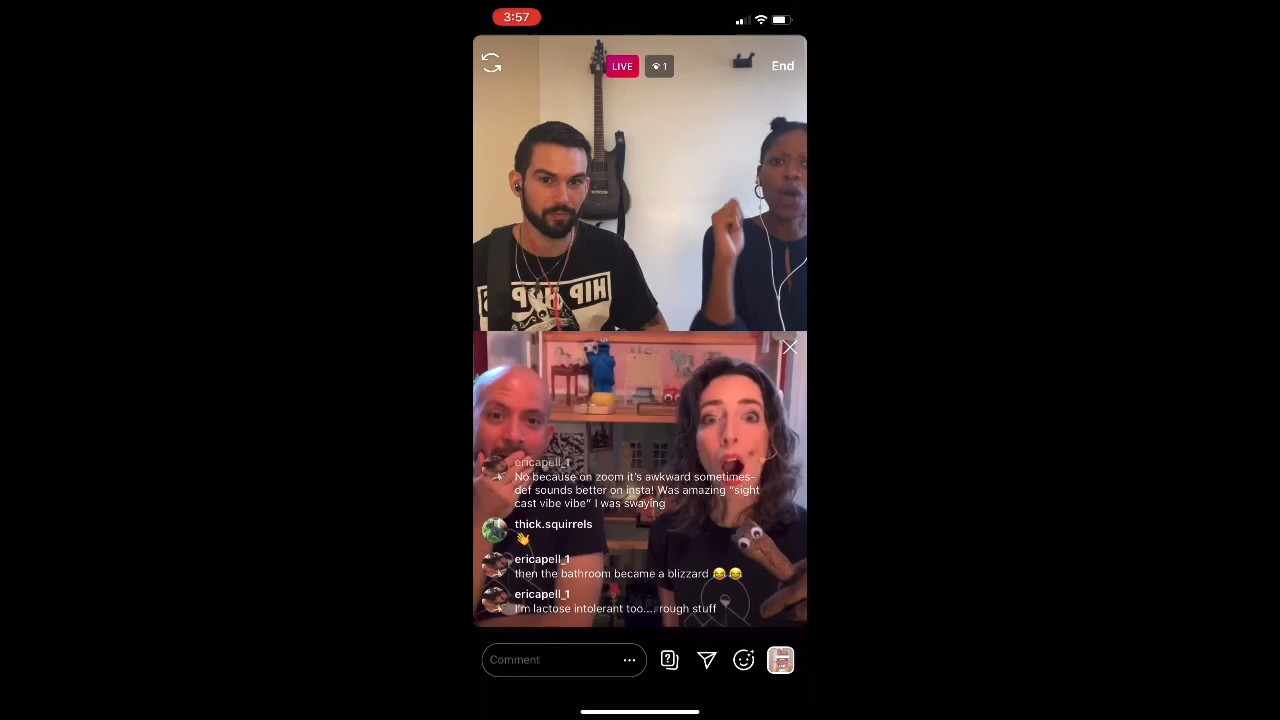 3:57
LIVE
1
End
HIP
ericapell_1
No because on zoom it's awkward sometimes-
def sounds better on insta! Was amazing "sight
cast vibe vibe" I was swaying
thick.squirrels
👋
ericapell_1
then the bathroom became a blizzard 😂😂
ericapell_1
I'm lactose intolerant too.... rough stuff
Comment